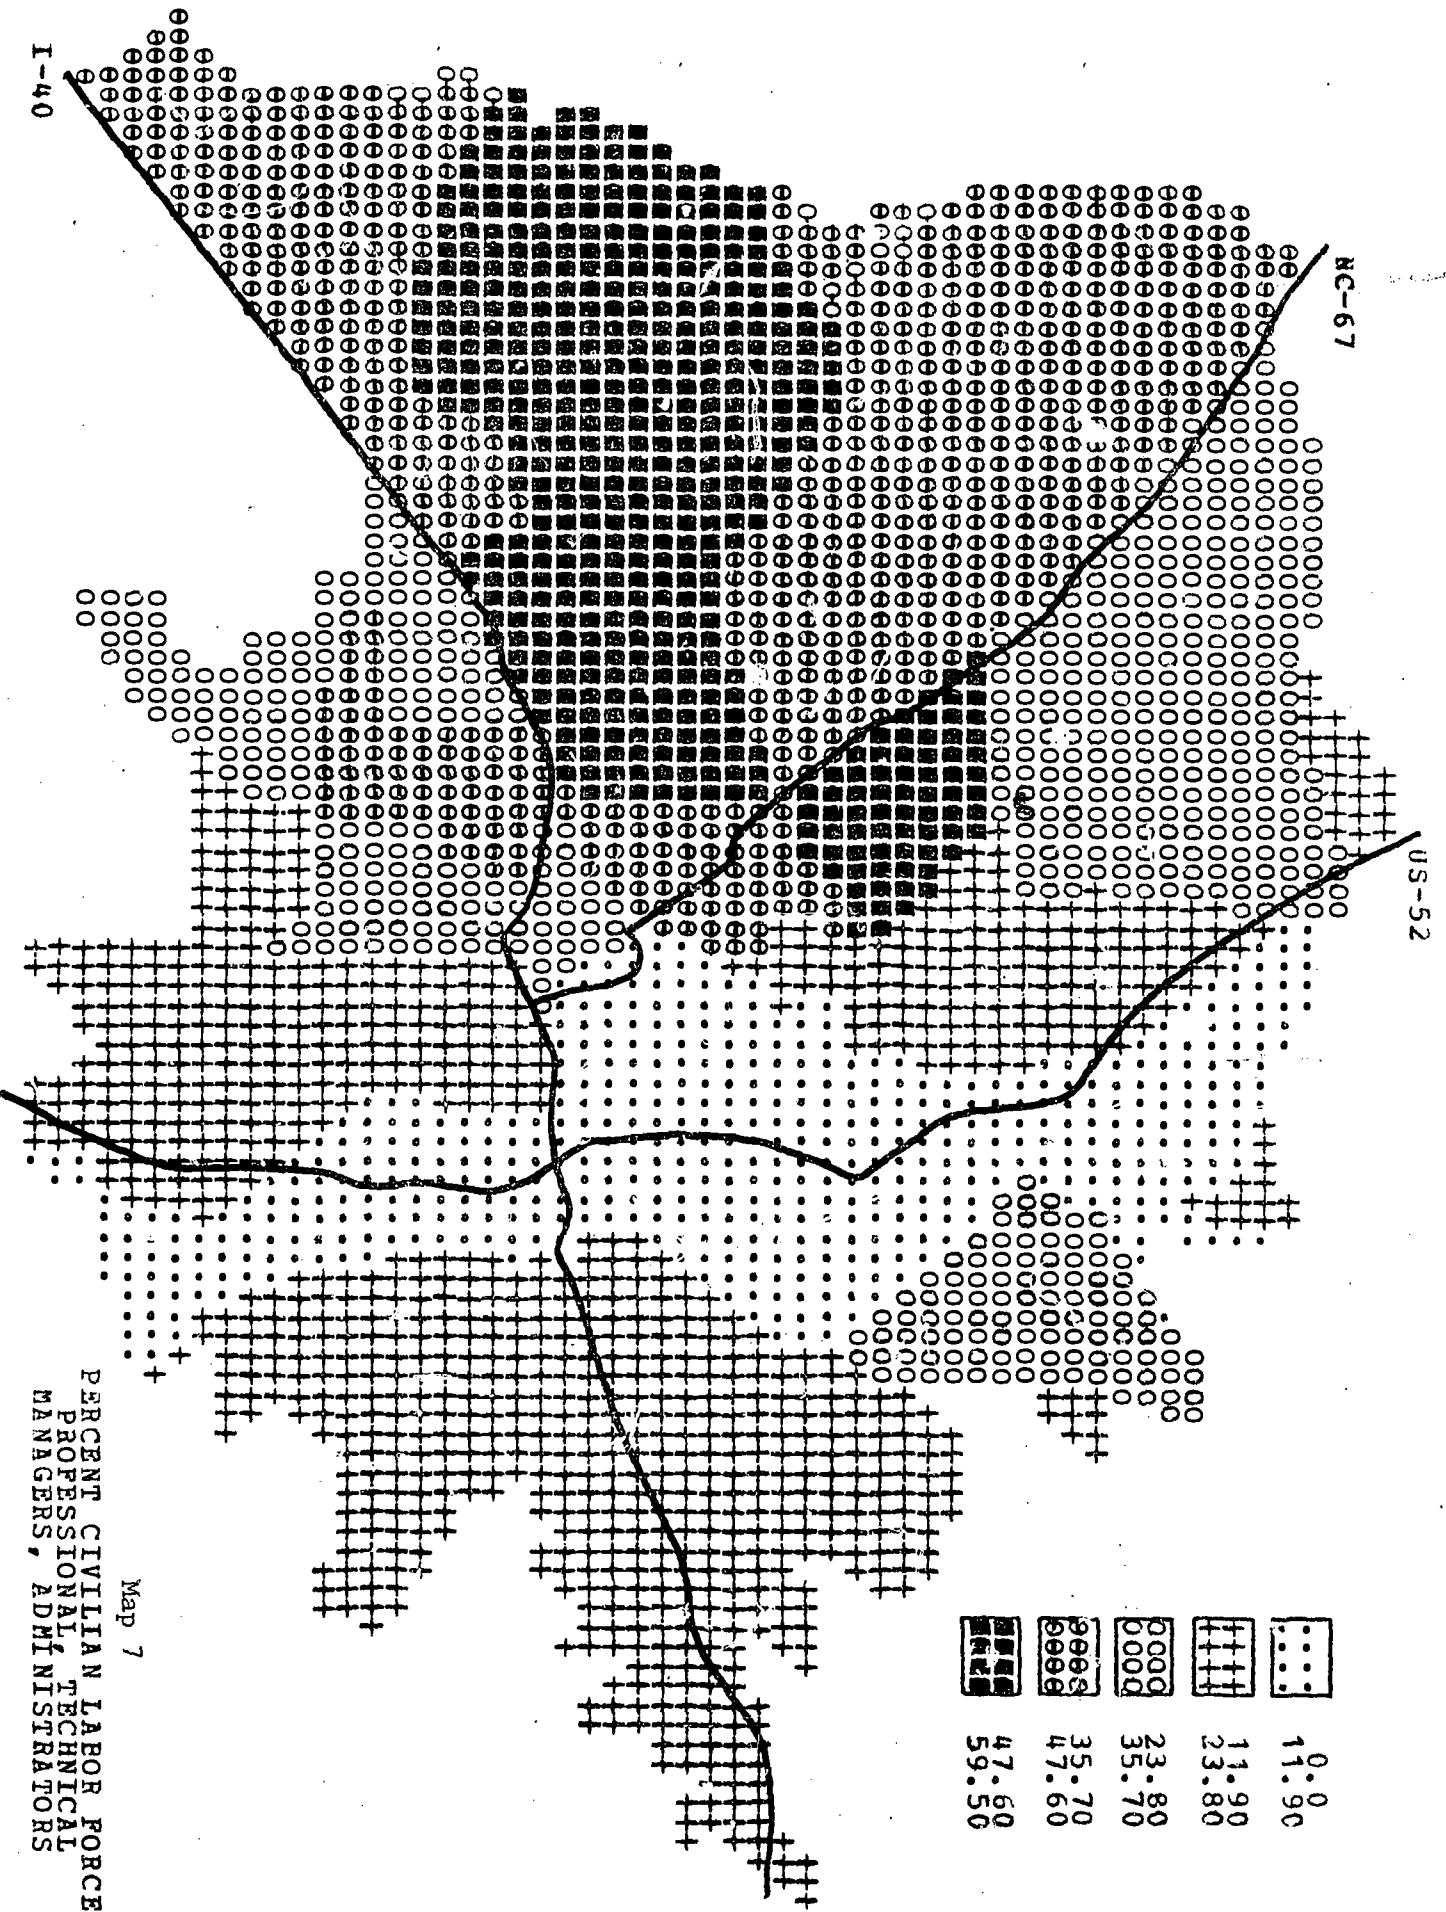 I-40
NC-67
US-52
0.0
11.90
11.90
23.80
23.80
35.70
35.70
47.60
47.60
59.50
Map 7
PERCENT CIVILIAN LABOR FORCE
PROFESSIONAL, TECHNICAL
MANAGERS, ADMINISTRATORS